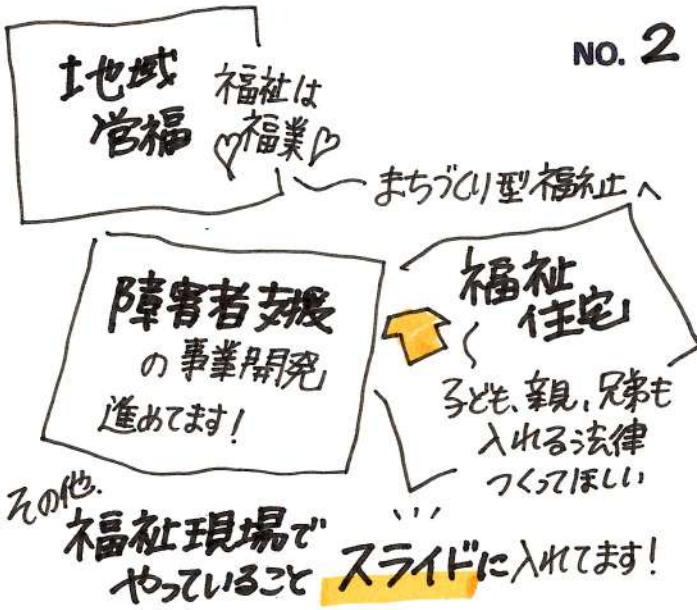 NO. 2
地域
営福
福祉は
♡福業♡
まちづくり型福祉へ
障害者支援
の事業開発
進めてます!
福祉
住宅
子ども、親、兄弟も
入れる法律
つくってほしい
その他.
福祉現場で
やっていること スライドに入れてます!